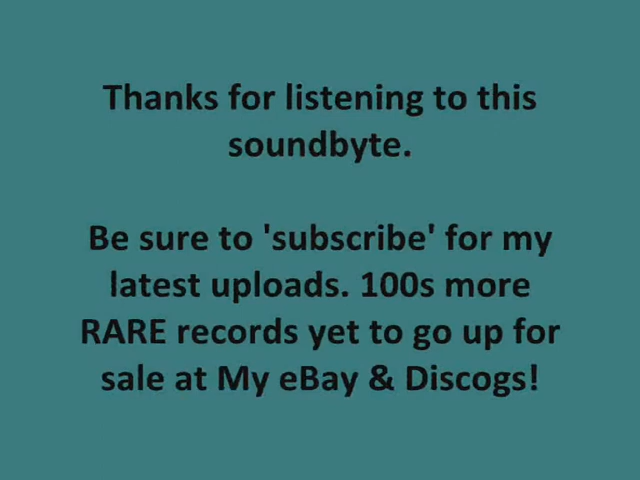 Thanks for listening to this
soundbyte.
Be sure to 'subscribe' for my
latest uploads. 100s more
RARE records yet to go up for
sale at My eBay & Discogs!